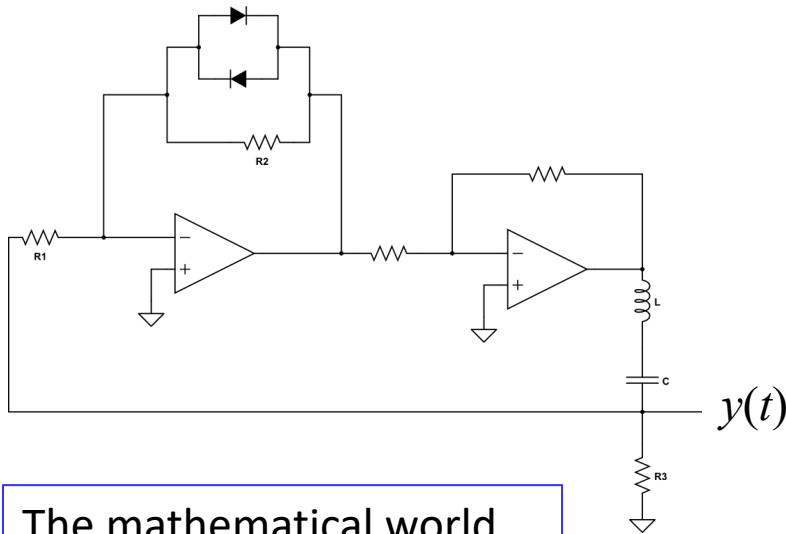 R2
R1
−
+
−
+
L
C
y(t)
R3
The mathematical world